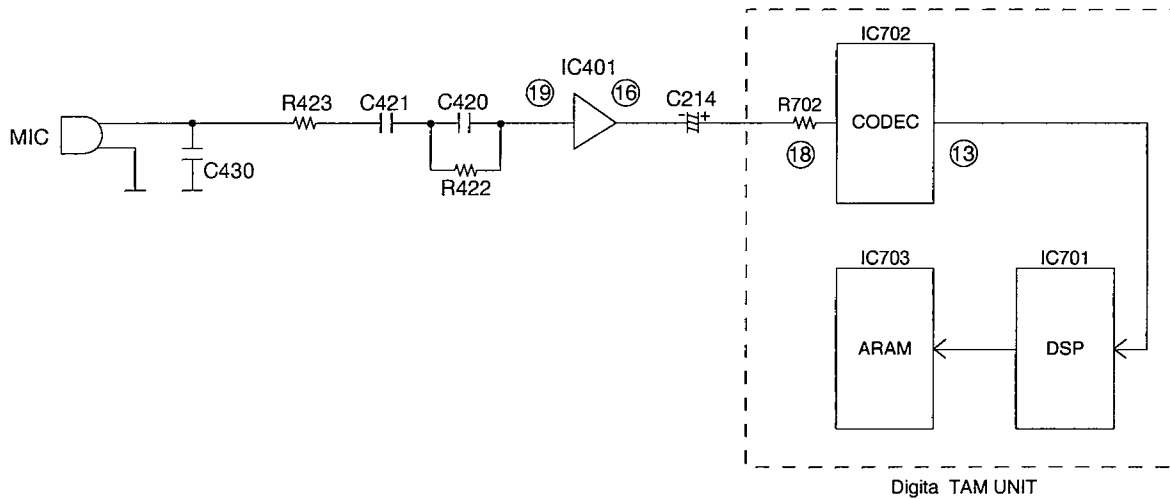 IC702
IC401
19
16
C214
R423
C421
C420
R702
MIC
CODEC
18
13
C430
R422
IC703
IC701
ARAM
DSP
Digita TAM UNIT